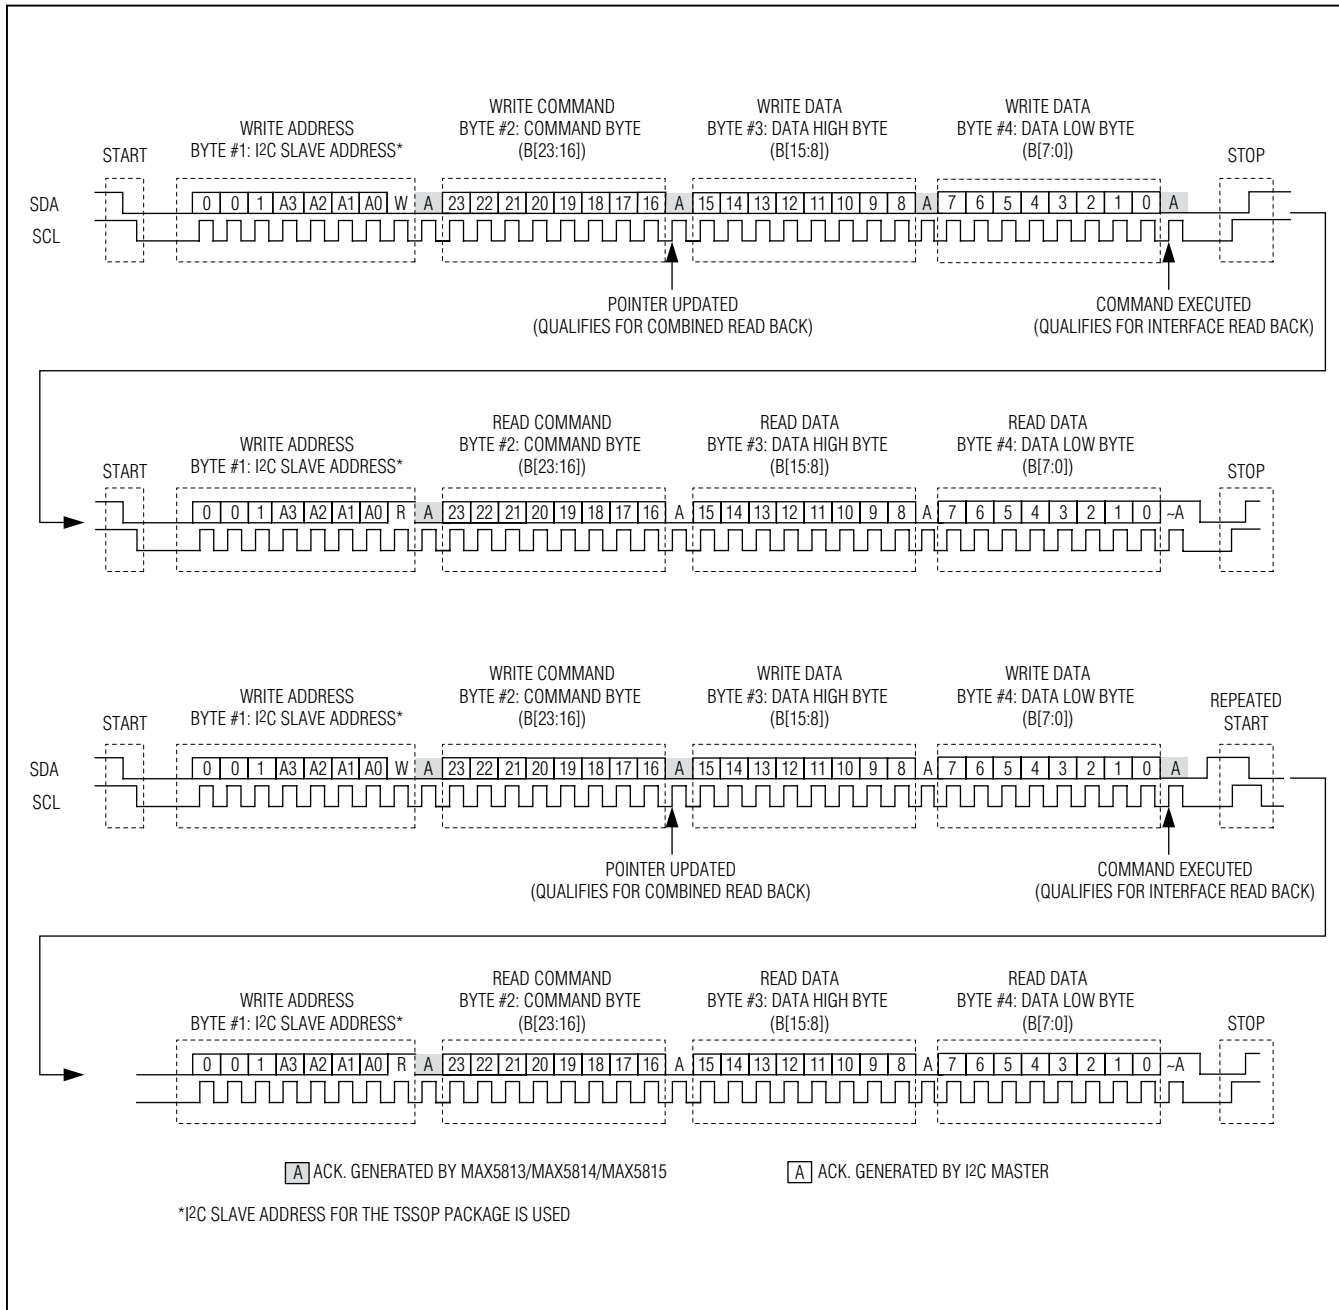 WRITE COMMAND WRITE DATA WRITE DATA
WRITE ADDRESS BYTE #2: COMMAND BYTE BYTE #3: DATA HIGH BYTE BYTE #4: DATA LOW BYTE
START BYTE #1: I2C SLAVE ADDRESS* (B[23:16]) (B[15:8]) (B[7:0]) STOP
SDA 0 0 1 A3 A2 A1 A0 W A 23 22 21 20 19 18 17 16 A 15 14 13 12 11 10 9 8 A 7 6 5 4 3 2 1 0 A
SCL
POINTER UPDATED COMMAND EXECUTED
(QUALIFIES FOR COMBINED READ BACK) (QUALIFIES FOR INTERFACE READ BACK)
READ COMMAND READ DATA READ DATA
WRITE ADDRESS BYTE #2: COMMAND BYTE BYTE #3: DATA HIGH BYTE BYTE #4: DATA LOW BYTE
START BYTE #1: I2C SLAVE ADDRESS* (B[23:16]) (B[15:8]) (B[7:0]) STOP
0 0 1 A3 A2 A1 A0 R A 23 22 21 20 19 18 17 16 A 15 14 13 12 11 10 9 8 A 7 6 5 4 3 2 1 0 ~A
WRITE COMMAND WRITE DATA WRITE DATA
WRITE ADDRESS BYTE #2: COMMAND BYTE BYTE #3: DATA HIGH BYTE BYTE #4: DATA LOW BYTE REPEATED
START BYTE #1: I2C SLAVE ADDRESS* (B[23:16]) (B[15:8]) (B[7:0]) START
SDA 0 0 1 A3 A2 A1 A0 W A 23 22 21 20 19 18 17 16 A 15 14 13 12 11 10 9 8 A 7 6 5 4 3 2 1 0 A
SCL
POINTER UPDATED COMMAND EXECUTED
(QUALIFIES FOR COMBINED READ BACK) (QUALIFIES FOR INTERFACE READ BACK)
READ COMMAND READ DATA READ DATA
WRITE ADDRESS BYTE #2: COMMAND BYTE BYTE #3: DATA HIGH BYTE BYTE #4: DATA LOW BYTE
BYTE #1: I2C SLAVE ADDRESS* (B[23:16]) (B[15:8]) (B[7:0]) STOP
0 0 1 A3 A2 A1 A0 R A 23 22 21 20 19 18 17 16 A 15 14 13 12 11 10 9 8 A 7 6 5 4 3 2 1 0 ~A
A ACK. GENERATED BY MAX5813/MAX5814/MAX5815 A ACK. GENERATED BY I2C MASTER
*I2C SLAVE ADDRESS FOR THE TSSOP PACKAGE IS USED